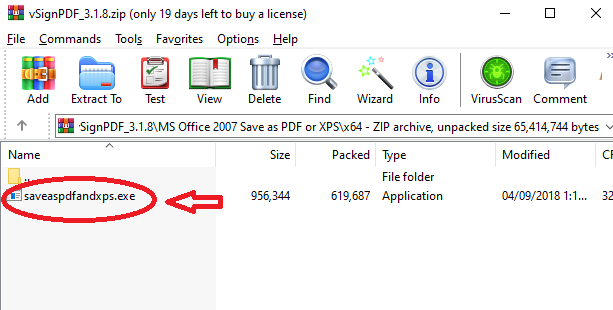 vSignPDF_3.1.8.zip (only 19 days left to buy a license)
File Commands Tools Favorites Options Help
Add Extract To Test View Delete Find Wizard Info VirusScan Comment
SignPDF_3.1.8\MS Office 2007 Save as PDF or XPS\x64 - ZIP archive, unpacked size 65,414,744 bytes
Name Size Packed Type Modified
File folder
saveaspdfandxps.exe 956,344 619,687 Application 04/09/2018 1:1... 32